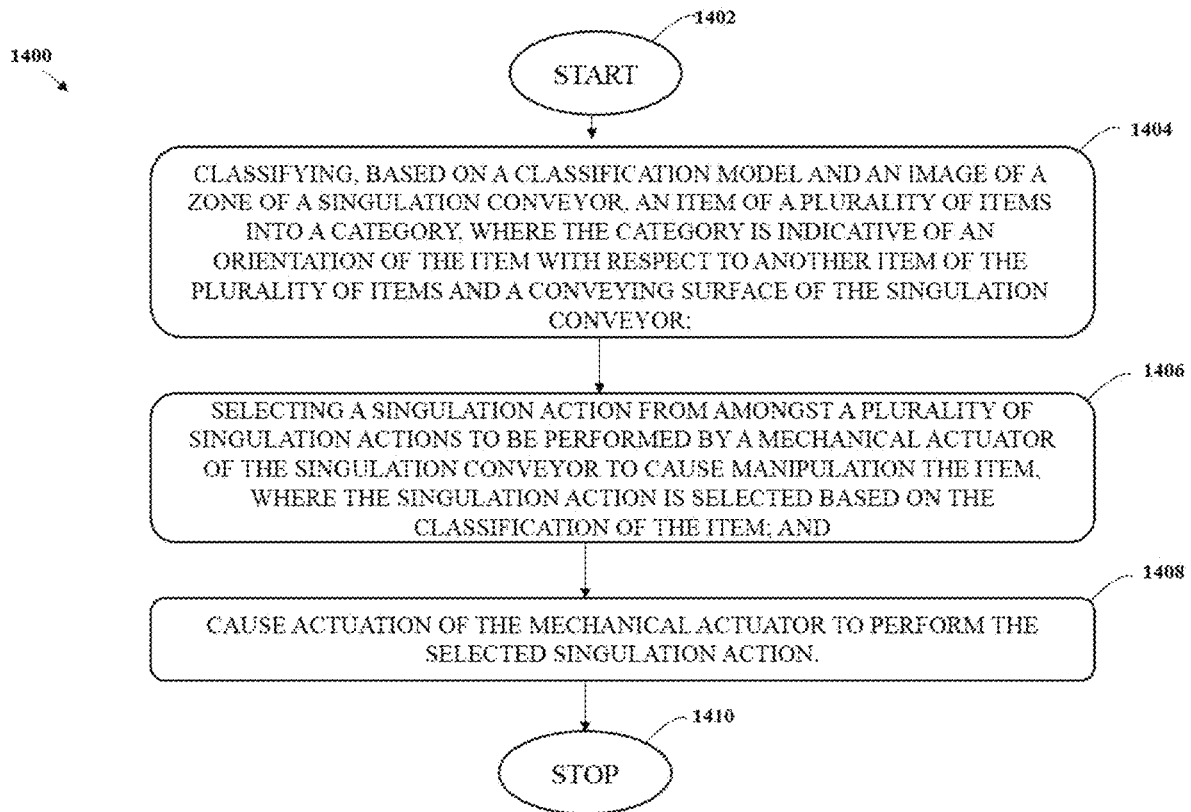 1402
1400
START
1404
CLASSIFYING, BASED ON A CLASSIFICATION MODEL AND AN IMAGE OF A
ZONE OF A SINGULATION CONVEYOR, AN ITEM OF A PLURALITY OF ITEMS
INTO A CATEGORY, WHERE THE CATEGORY IS INDICATIVE OF AN
ORIENTATION OF THE ITEM WITH RESPECT TO ANOTHER ITEM OF THE
PLURALITY OF ITEMS AND A CONVEYING SURFACE OF THE SINGULATION
CONVEYOR;
1406
SELECTING A SINGULATION ACTION FROM AMONGST A PLURALITY OF
SINGULATION ACTIONS TO BE PERFORMED BY A MECHANICAL ACTUATOR
OF THE SINGULATION CONVEYOR TO CAUSE MANIPULATION THE ITEM,
WHERE THE SINGULATION ACTION IS SELECTED BASED ON THE
CLASSIFICATION OF THE ITEM; AND
1408
CAUSE ACTUATION OF THE MECHANICAL ACTUATOR TO PERFORM THE
SELECTED SINGULATION ACTION.
1410
STOP